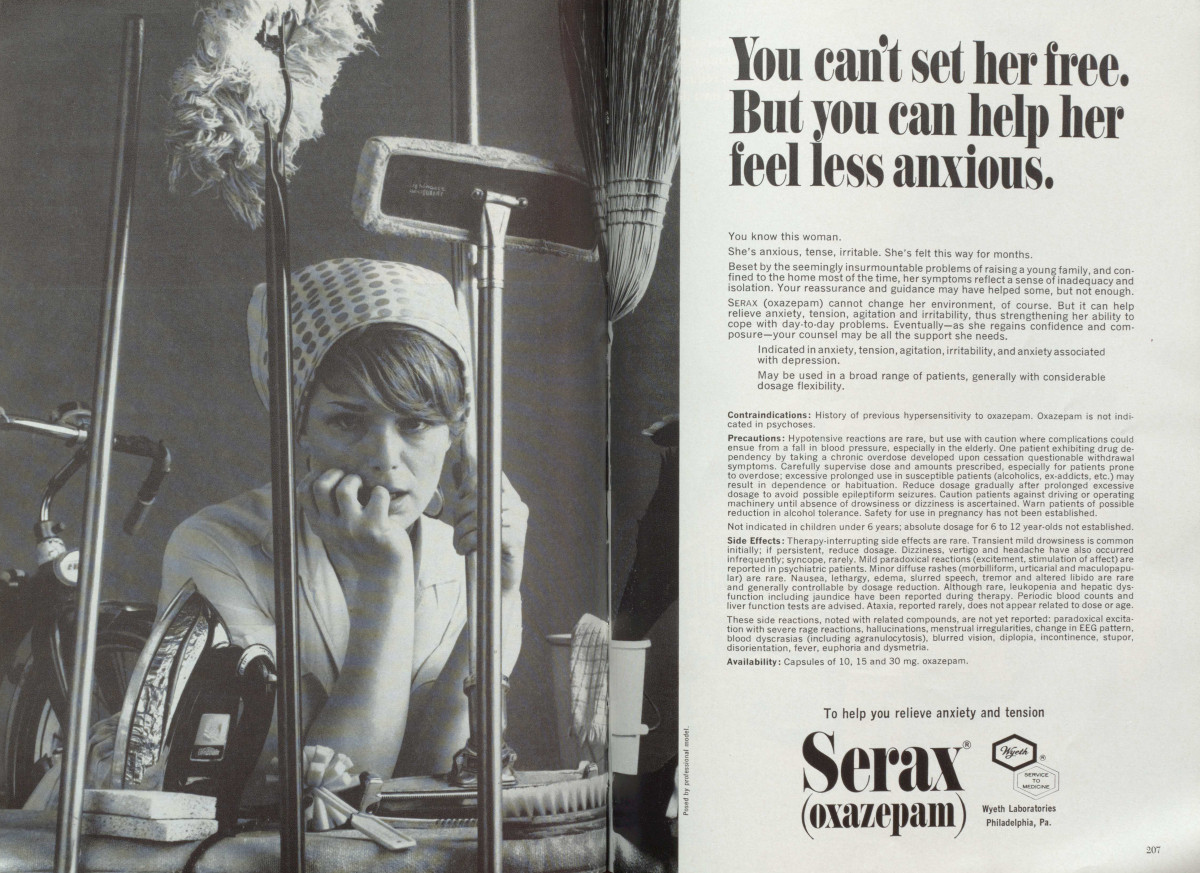 You can't set her free.
But you can help her
feel less anxious.
You know this woman.
She's anxious, tense, irritable. She's felt this way for months.
Beset by the seemingly insurmountable problems of raising a young family, and con-
fined to the home most of the time, her symptoms reflect a sense of inadequacy and
isolation. Your reassurance and guidance may have helped some, but not enough.
SERAX (oxazepam) cannot change her environment, of course. But it can help
relieve anxiety, tension, agitation and irritability, thus strengthening her ability to
cope with day-to-day problems. Eventually—as she regains confidence and com-
posure—your counsel may be all the support she needs.
Indicated in anxiety, tension, agitation, irritability, and anxiety associated
with depression.
May be used in a broad range of patients, generally with considerable
dosage flexibility.
Contraindications: History of previous hypersensitivity to oxazepam. Oxazepam is not indi-
cated in psychoses.
Precautions: Hypotensive reactions are rare, but use with caution where complications could
ensue from a fall in blood pressure, especially in the elderly. One patient exhibiting drug de-
pendency by taking a chronic overdose developed upon cessation questionable withdrawal
symptoms. Carefully supervise dose and amounts prescribed, especially for patients prone
to overdose; excessive prolonged use in susceptible patients (alcoholics, ex-addicts, etc.) may
result in dependence or habituation. Reduce dosage gradually after prolonged excessive
dosage to avoid possible epileptiform seizures. Caution patients against driving or operating
machinery until absence of drowsiness or dizziness is ascertained. Warn patients of possible
reduction in alcohol tolerance. Safety for use in pregnancy has not been established.
Not indicated in children under 6 years; absolute dosage for 6 to 12 year-olds not established.
Side Effects: Therapy-interrupting side effects are rare. Transient mild drowsiness is common
initially; if persistent, reduce dosage. Dizziness, vertigo and headache have also occurred
infrequently; syncope, rarely. Mild paradoxical reactions (excitement, stimulation of affect) are
reported in psychiatric patients. Minor diffuse rashes (morbilliform, urticarial and maculopapu-
lar) are rare. Nausea, lethargy, edema, slurred speech, tremor and altered libido are rare
and generally controllable by dosage reduction. Although rare, leukopenia and hepatic dys-
function including jaundice have been reported during therapy. Periodic blood counts and
liver function tests are advised. Ataxia, reported rarely, does not appear related to dose or age.
These side reactions, noted with related compounds, are not yet reported: paradoxical excita-
tion with severe rage reactions, hallucinations, menstrual irregularities, change in EEG pattern,
blood dyscrasias (including agranulocytosis), blurred vision, diplopia, incontinence, stupor,
disorientation, fever, euphoria and dysmetria.
Availability: Capsules of 10, 15 and 30 mg. oxazepam.
Posed by professional model.
To help you relieve anxiety and tension
Serax®
(oxazepam)
Wyeth ®
SERVICE
TO
MEDICINE
Wyeth Laboratories
Philadelphia, Pa.
207